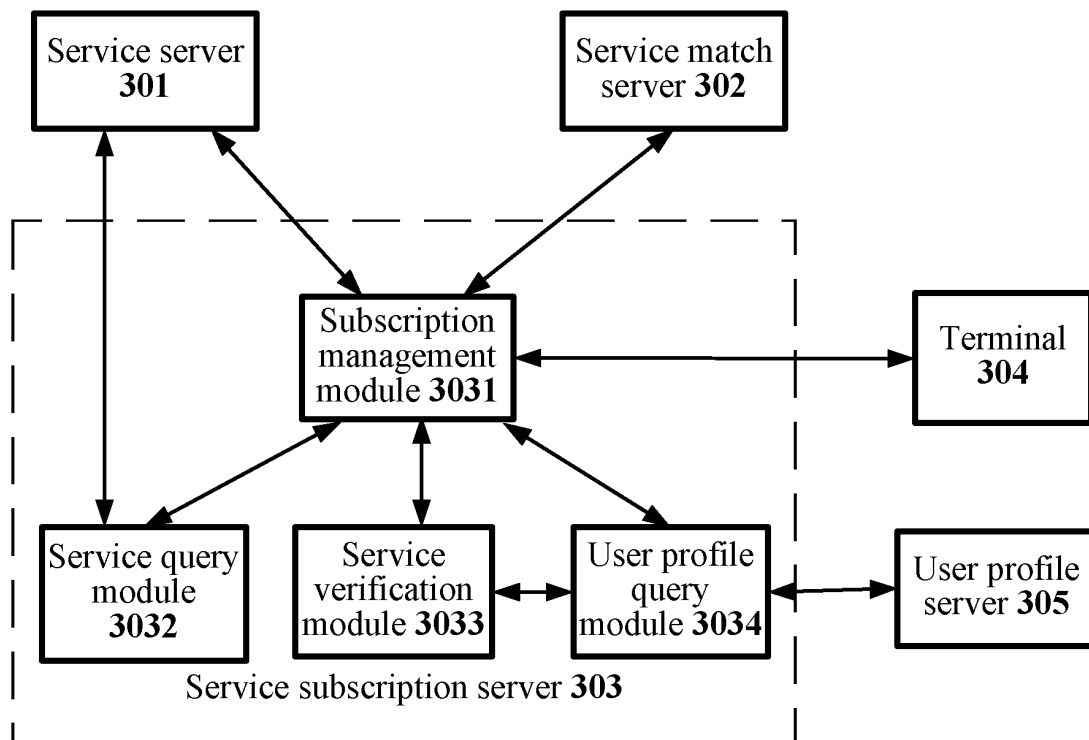 Service server
301
Service match
server 302
Subscription
management
module 3031
Terminal
304
Service query
module
3032
Service
verification
module 3033
User profile
query
module 3034
User profile
server 305
Service subscription server 303